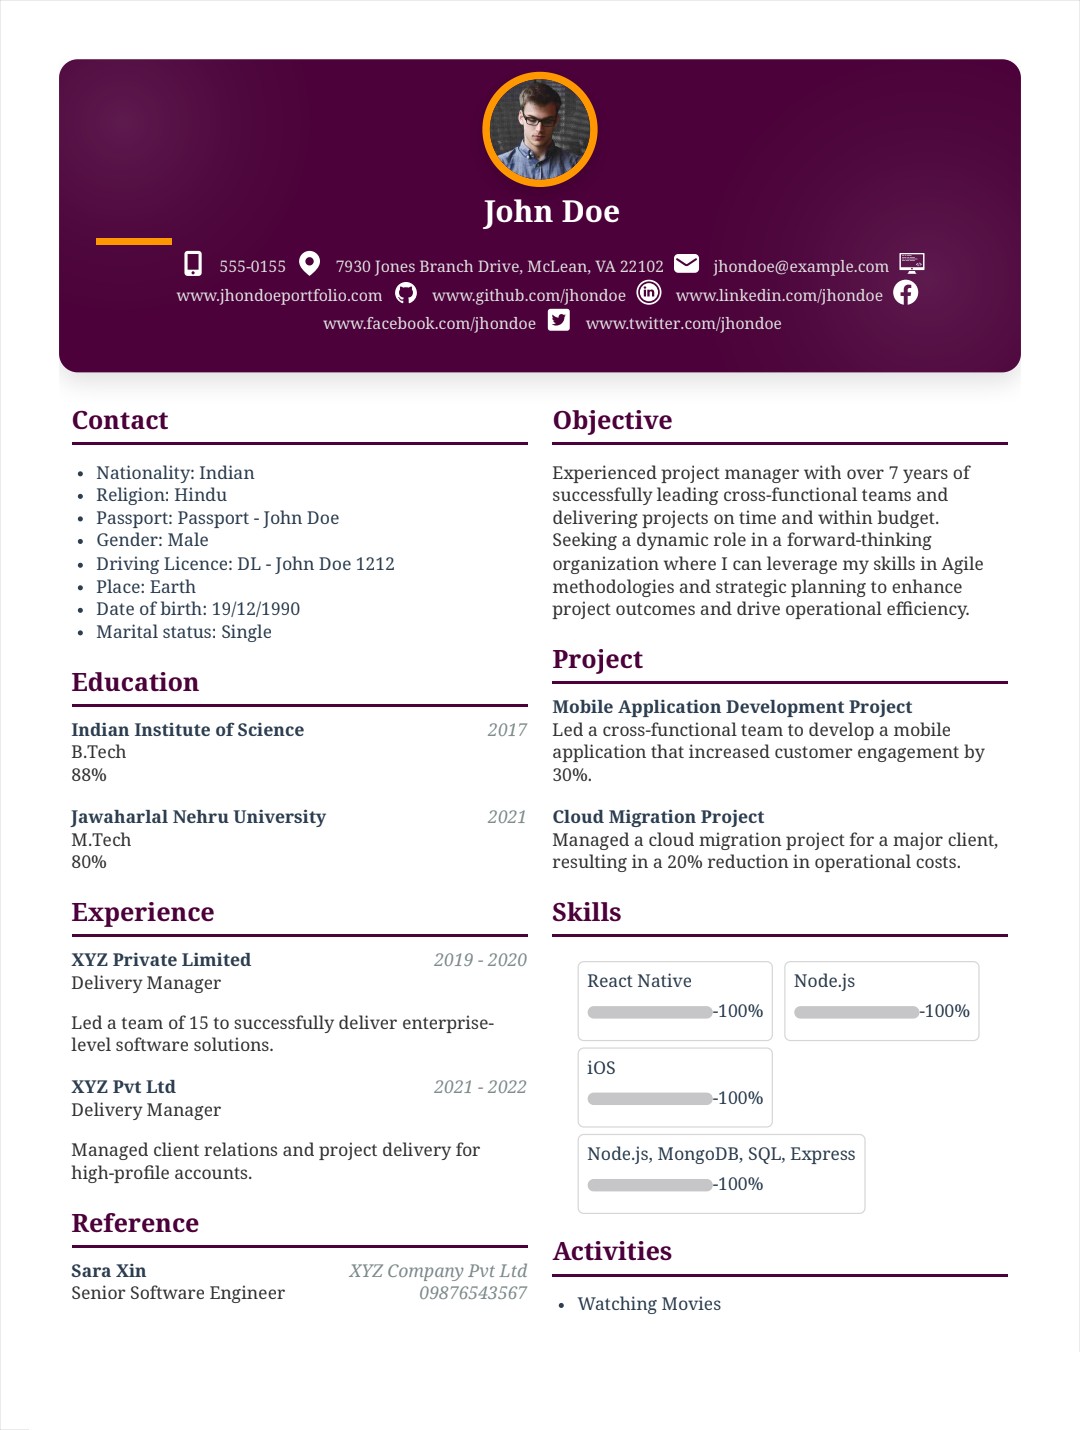 John Doe
555-0155 7930 Jones Branch Drive, McLean, VA 22102 jhondoe@example.com
www.jhondoeportfolio.com www.github.com/jhondoe www.linkedin.com/jhondoe
www.facebook.com/jhondoe www.twitter.com/jhondoe
Contact
• Nationality: Indian
• Religion: Hindu
• Passport: Passport - John Doe
• Gender: Male
• Driving Licence: DL - John Doe 1212
• Place: Earth
• Date of birth: 19/12/1990
• Marital status: Single
Education
Indian Institute of Science 2017
B.Tech
88%
Jawaharlal Nehru University 2021
M.Tech
80%
Experience
XYZ Private Limited 2019 - 2020
Delivery Manager
Led a team of 15 to successfully deliver enterprise-
level software solutions.
XYZ Pvt Ltd 2021 - 2022
Delivery Manager
Managed client relations and project delivery for
high-profile accounts.
Reference
Sara Xin XYZ Company Pvt Ltd
Senior Software Engineer 09876543567
Objective
Experienced project manager with over 7 years of
successfully leading cross-functional teams and
delivering projects on time and within budget.
Seeking a dynamic role in a forward-thinking
organization where I can leverage my skills in Agile
methodologies and strategic planning to enhance
project outcomes and drive operational efficiency.
Project
Mobile Application Development Project
Led a cross-functional team to develop a mobile
application that increased customer engagement by
30%.
Cloud Migration Project
Managed a cloud migration project for a major client,
resulting in a 20% reduction in operational costs.
Skills
React Native Node.js
-100% -100%
iOS
-100%
Node.js, MongoDB, SQL, Express
-100%
Activities
• Watching Movies